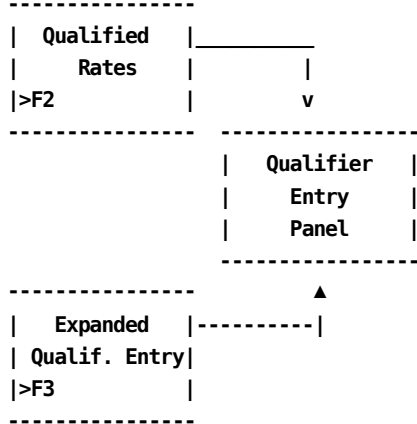 Qualified
Rates
>F2
v
Qualifier
Entry
Panel
Expanded
Qualif. Entry
>F3